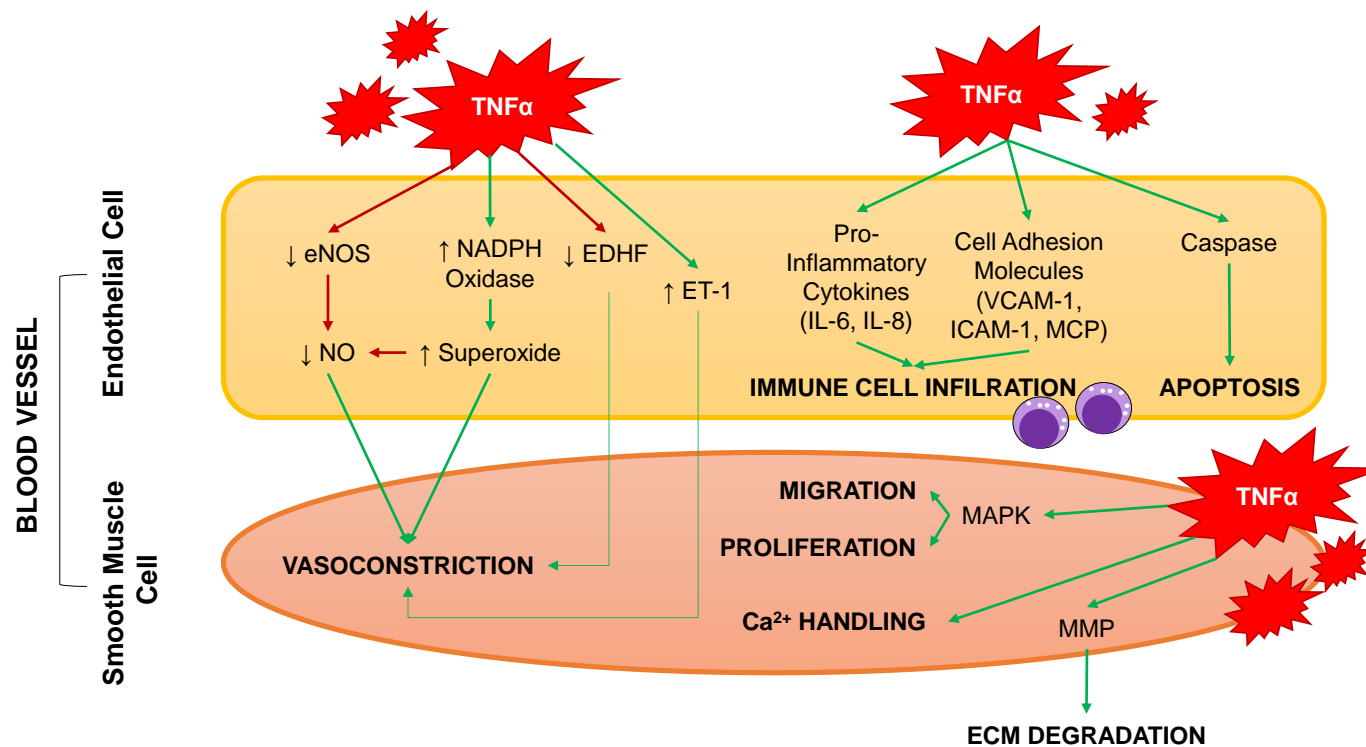 TNFα
TNFα
BLOOD VESSEL
Endothelial Cell
↓ eNOS
↑ NADPH
Oxidase
↓ EDHF
↑ ET-1
↓ NO
↑ Superoxide
Pro-
Inflammatory
Cytokines
(IL-6, IL-8)
Cell Adhesion
Molecules
(VCAM-1,
ICAM-1, MCP)
Caspase
IMMUNE CELL INFILRATION
APOPTOSIS
Smooth Muscle
Cell
VASOCONSTRICTION
MIGRATION
PROLIFERATION
MAPK
TNFα
Ca²⁺ HANDLING
MMP
ECM DEGRADATION